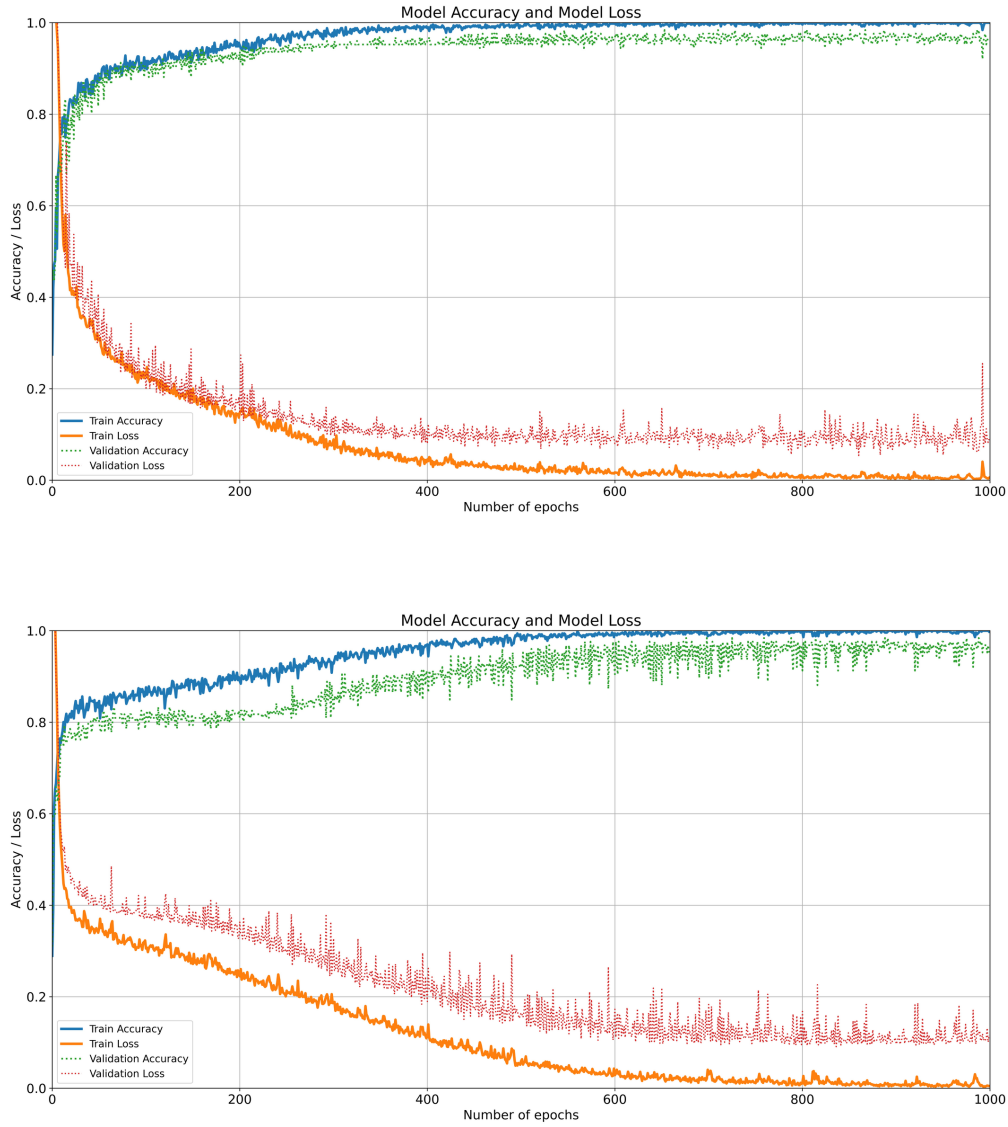 Model Accuracy and Model Loss
1.0
0.8
0.6
0.4
0.2
0.0
Accuracy / Loss
Train Accuracy
Train Loss
Validation Accuracy
Validation Loss
0 200 400 600 800 1000
Number of epochs
Model Accuracy and Model Loss
1.0
0.8
0.6
0.4
0.2
0.0
Accuracy / Loss
Train Accuracy
Train Loss
Validation Accuracy
Validation Loss
0 200 400 600 800 1000
Number of epochs